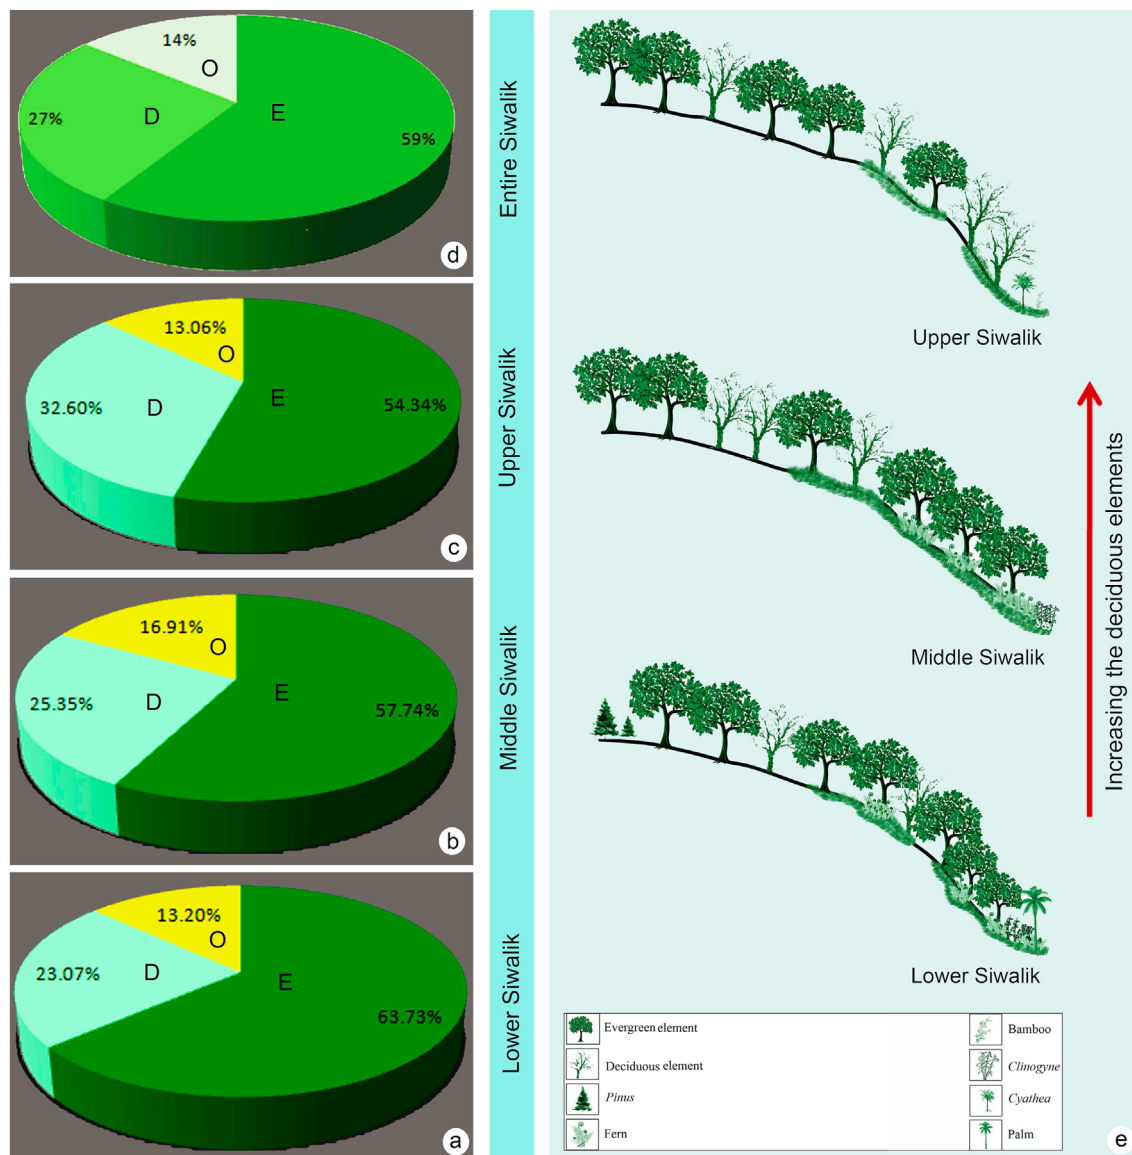 14%
O
27%
D
E
59%
d
Entire Siwalik
13.06%
O
32.60%
D
E
54.34%
c
Upper Siwalik
16.91%
O
25.35%
D
E
57.74%
b
Middle Siwalik
13.20%
O
23.07%
D
E
63.73%
a
Lower Siwalik
Upper Siwalik
Middle Siwalik
Lower Siwalik
Increasing the deciduous elements
Evergreen element
Deciduous element
Pinus
Fern
Bamboo
Clinogyne
Cyathea
Palm
e